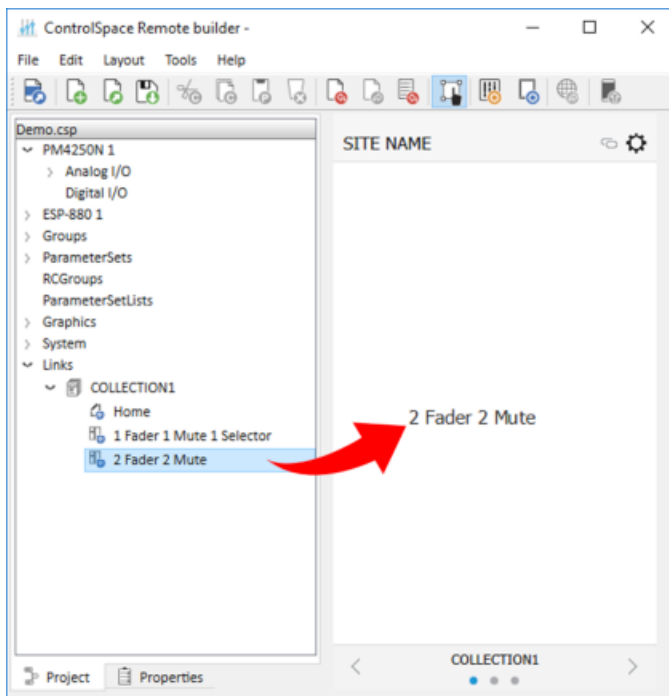 ControlSpace Remote builder -
File Edit Layout Tools Help
Demo.csp
PM4250N 1
Analog I/O
Digital I/O
ESP-880 1
Groups
ParameterSets
RCGroups
ParameterSetLists
Graphics
System
Links
COLLECTION1
Home
1 Fader 1 Mute 1 Selector
2 Fader 2 Mute
Project Properties
SITE NAME
2 Fader 2 Mute
COLLECTION1